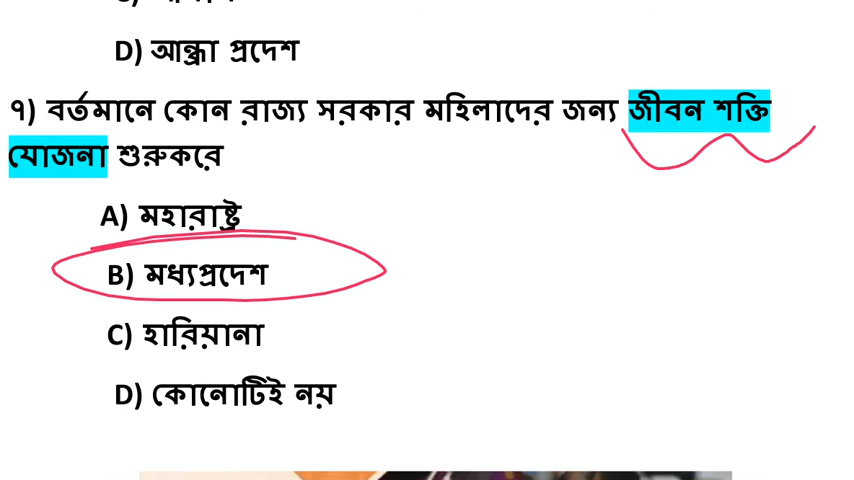 D) আন্ধ্রা প্রদেশ
৭) বর্তমানে কোন রাজ্য সরকার মহিলাদের জন্য জীবন শক্তি
যোজনা শুরুকরে
A) মহারাষ্ট্র
B) মধ্যপ্রদেশ
C) হারিয়ানা
D) কোনোটিই নয়